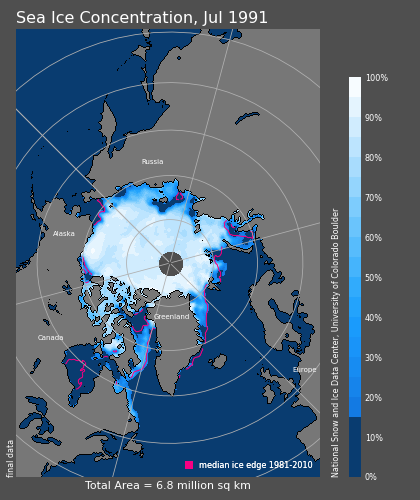 Sea Ice Concentration, Jul 1991
100%
90%
80%
70%
60%
50%
40%
30%
20%
10%
0%
Russia
Alaska
Greenland
Canada
Europe
National Snow and Ice Data Center, University of Colorado Boulder
final data
median ice edge 1981-2010
Total Area = 6.8 million sq km